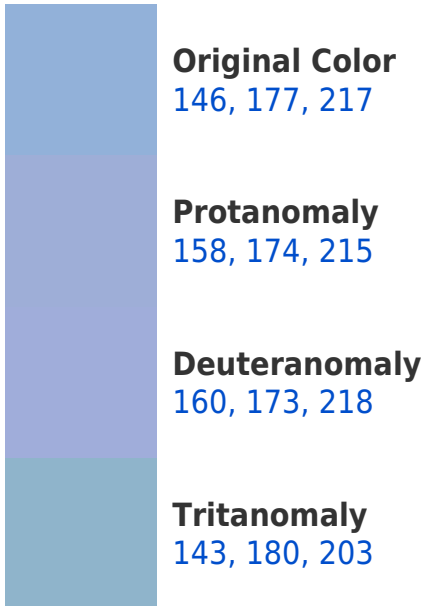 Original Color
146, 177, 217
Protanomaly
158, 174, 215
Deuteranomaly
160, 173, 218
Tritanomaly
143, 180, 203